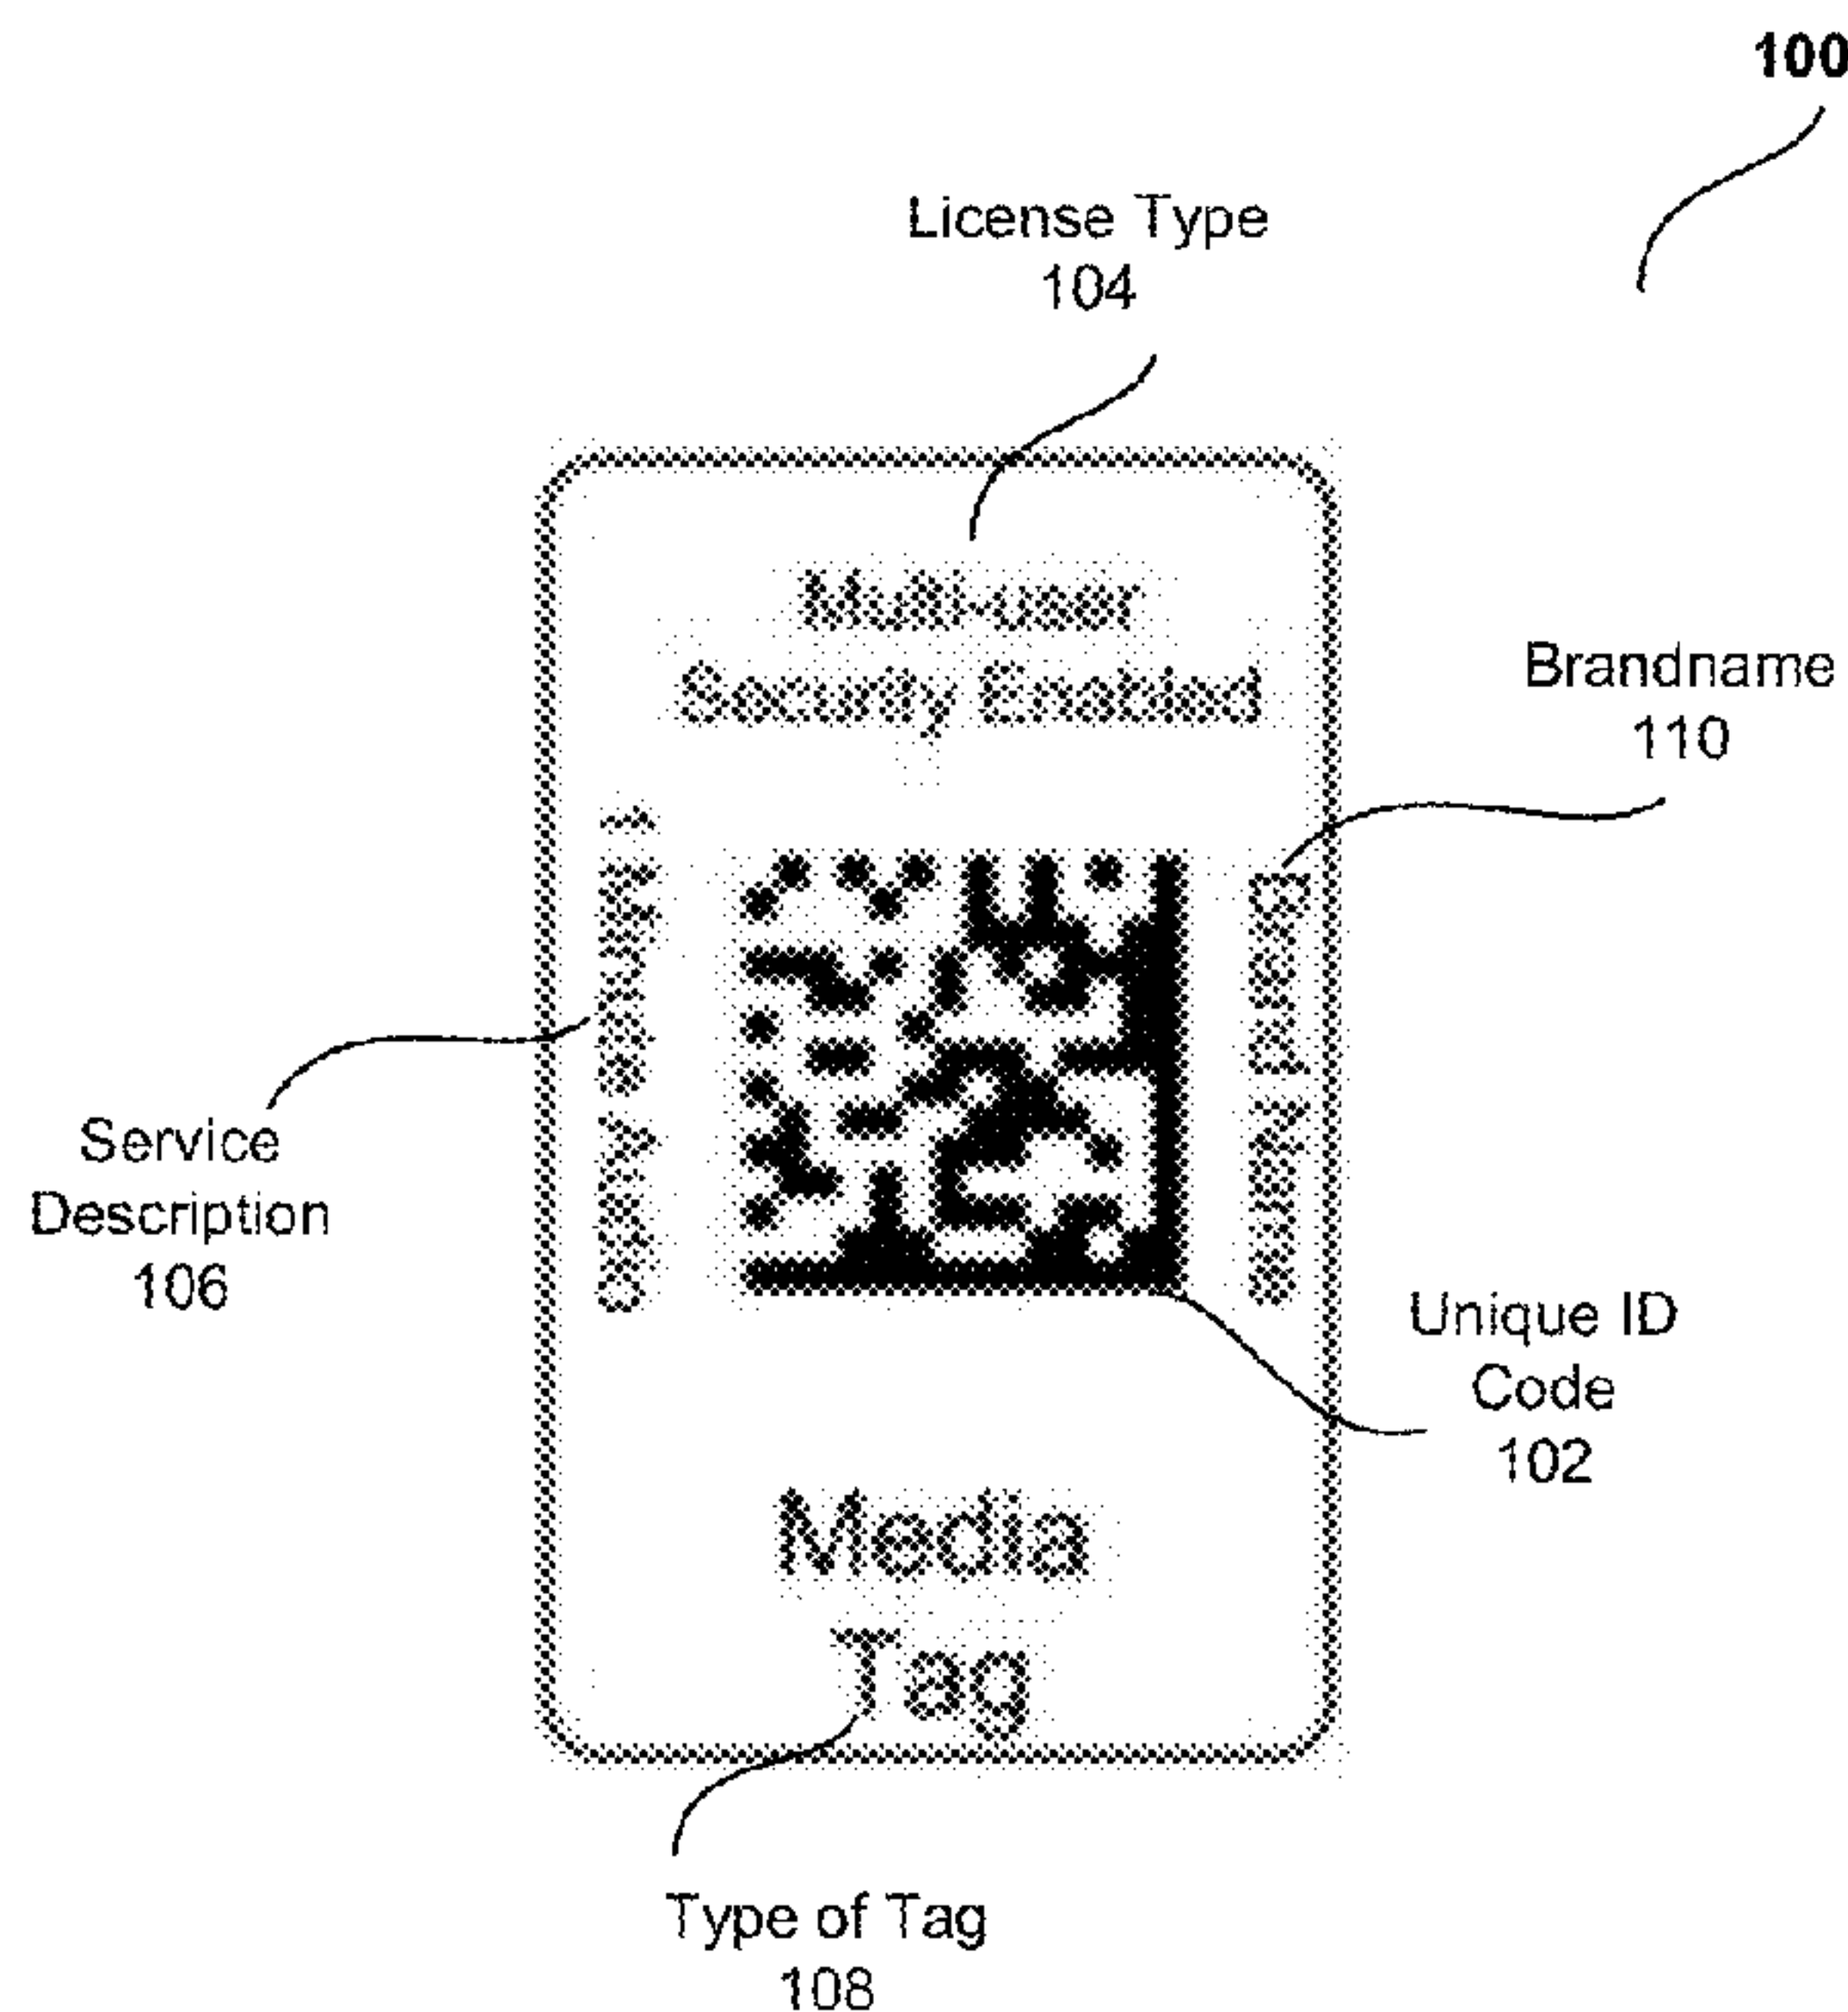 100
License Type
104
Multi-user
Security Enabled
Brandname
110
Service
Description
106
Unique ID
Code
102
Media
Tag
Type of Tag
108